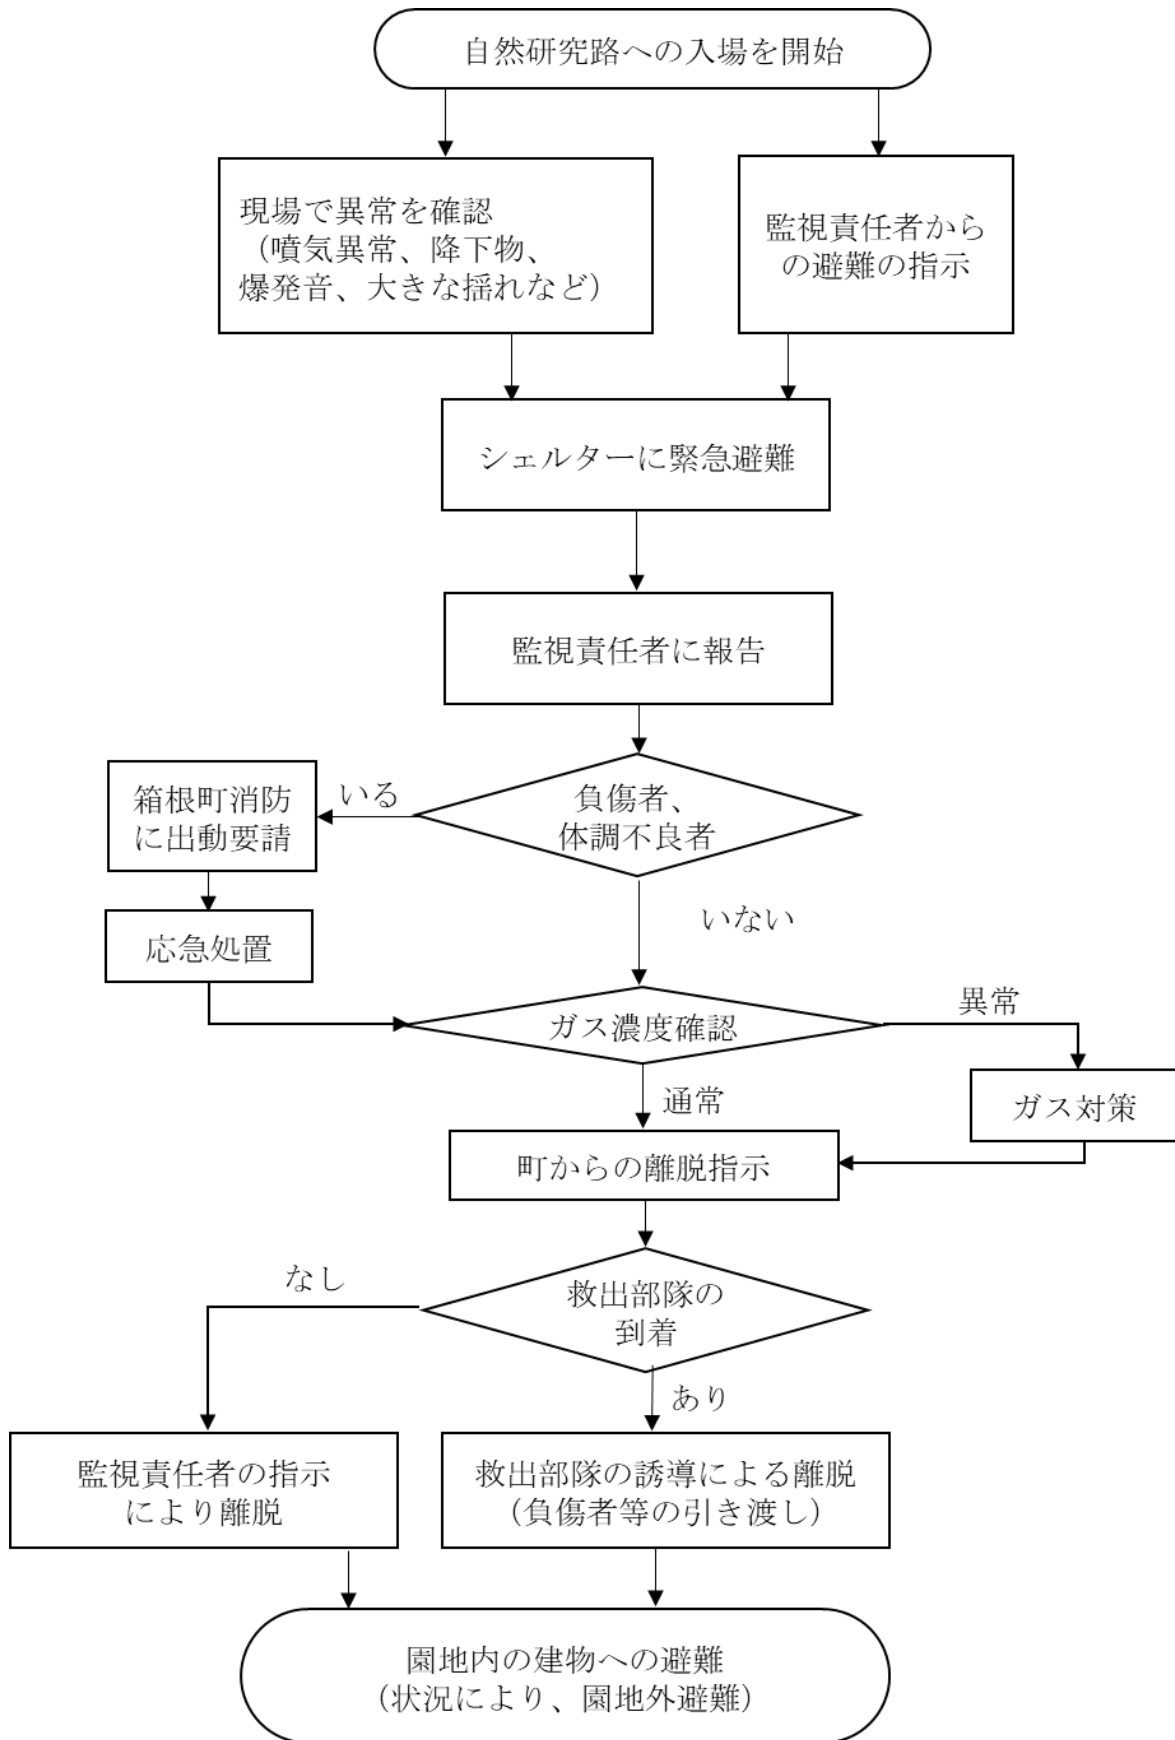 自然研究路への入場を開始
現場で異常を確認
（噴気異常、降下物、
爆発音、大きな揺れなど）
監視責任者から
の避難の指示
シェルターに緊急避難
監視責任者に報告
負傷者、
体調不良者
いる
箱根町消防
に出動要請
応急処置
いない
ガス濃度確認
異常
ガス対策
通常
町からの離脱指示
救出部隊の
到着
なし
あり
監視責任者の指示
により離脱
救出部隊の誘導による離脱
（負傷者等の引き渡し）
園地内の建物への避難
（状況により、園地外避難）